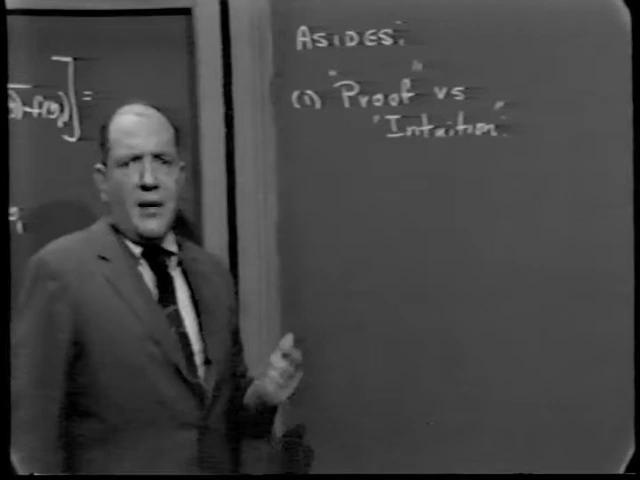 ASIDES:
(1) "Proof" vs
"Intuition".
] =